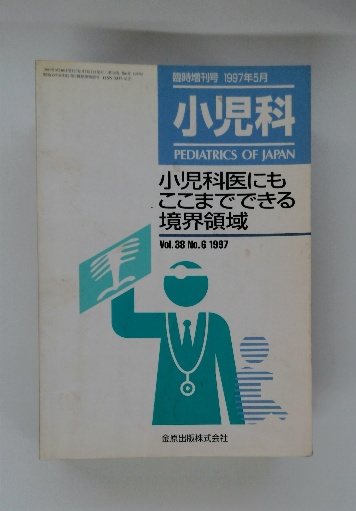 臨時増刊号 1997年5月
小児科
PEDIATRICS OF JAPAN
小児科医にも
ここまでできる
境界領域
Vol.38 No.6 1997
金原出版株式会社